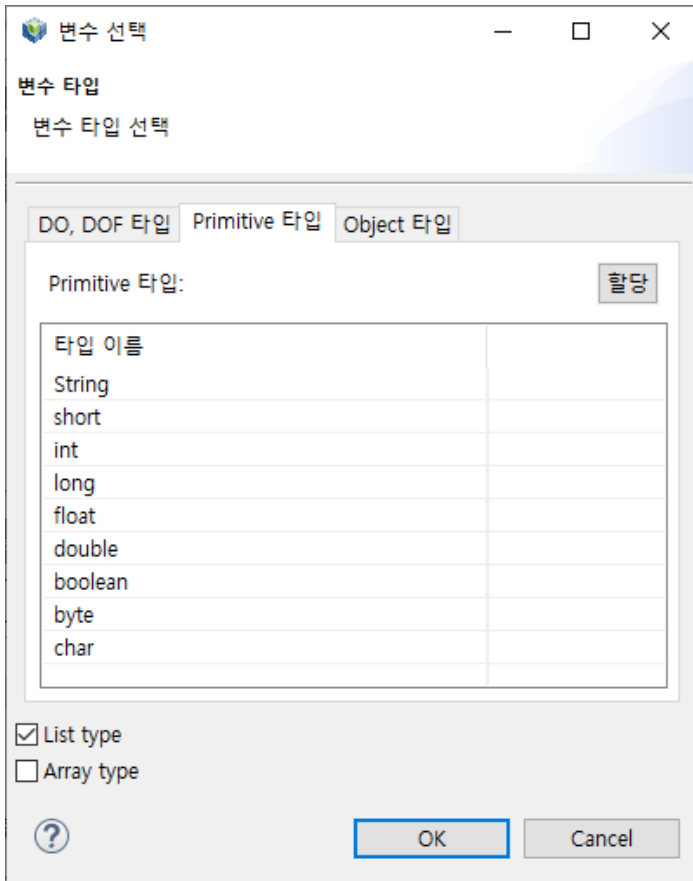 변수 선택
변수 타입
변수 타입 선택
DO, DOF 타입 Primitive 타입 Object 타입
Primitive 타입: 할당
타입 이름
String
short
int
long
float
double
boolean
byte
char
List type
Array type
? OK Cancel